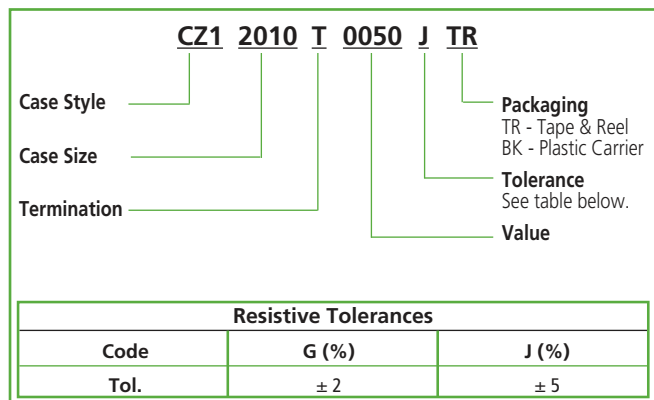 CZ1 2010 T 0050 J TR
Case Style
Case Size
Termination
Packaging
TR - Tape & Reel
BK - Plastic Carrier
Tolerance
See table below.
Value
Resistive Tolerances
Code G (%) J (%)
Tol. ± 2 ± 5